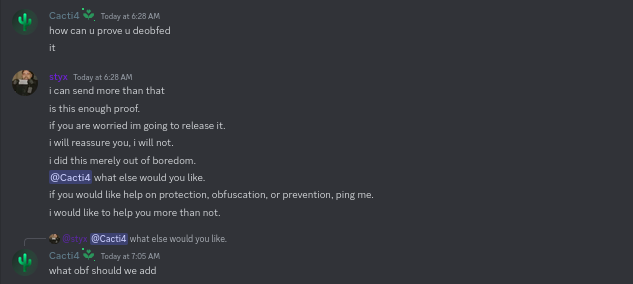 Cacti4 Today at 6:28 AM
how can u prove u deobfed
it
styx Today at 6:28 AM
i can send more than that
is this enough proof.
if you are worried im going to release it.
i will reassure you, i will not.
i did this merely out of boredom.
@Cacti4 what else would you like.
if you would like help on protection, obfuscation, or prevention, ping me.
i would like to help you more than not.
@styx @Cacti4 what else would you like.
Cacti4 Today at 7:05 AM
what obf should we add